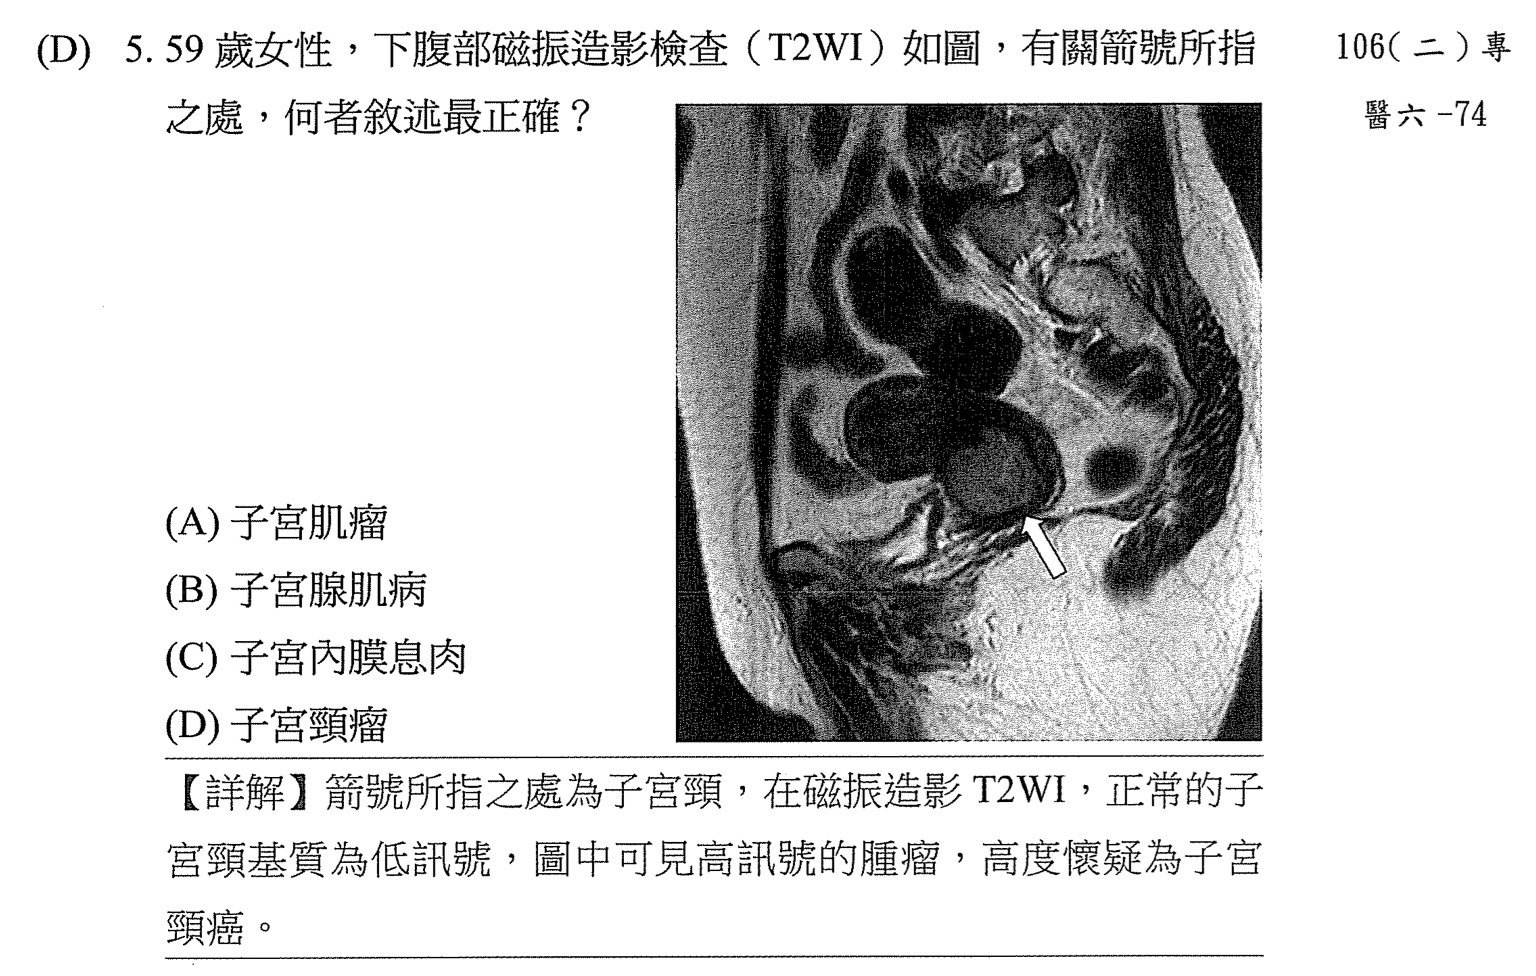 (D) 5. 59 歲女性，下腹部磁振造影檢查（T2WI）如圖，有關箭號所指
106(二)專
之處，何者敘述最正確？
醫六-74
(A) 子宮肌瘤
(B) 子宮腺肌病
(C) 子宮內膜息肉
(D) 子宮頸瘤
【詳解】箭號所指之處為子宮頸，在磁振造影 T2WI，正常的子
宮頸基質為低訊號，圖中可見高訊號的腫瘤，高度懷疑為子宮
頸癌。